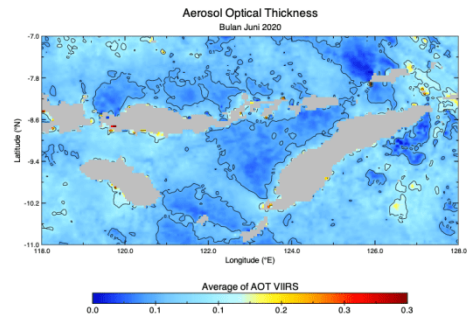 Aerosol Optical Thickness
Bulan Juni 2020
-7.0
-7.8
-8.6
-9.4
-10.2
-11.0
Latitude (°N)
118.0 120.0 122.0 124.0 126.0 128.0
Longitude (°E)
Average of AOT VIIRS
0.0 0.1 0.1 0.2 0.3 0.3